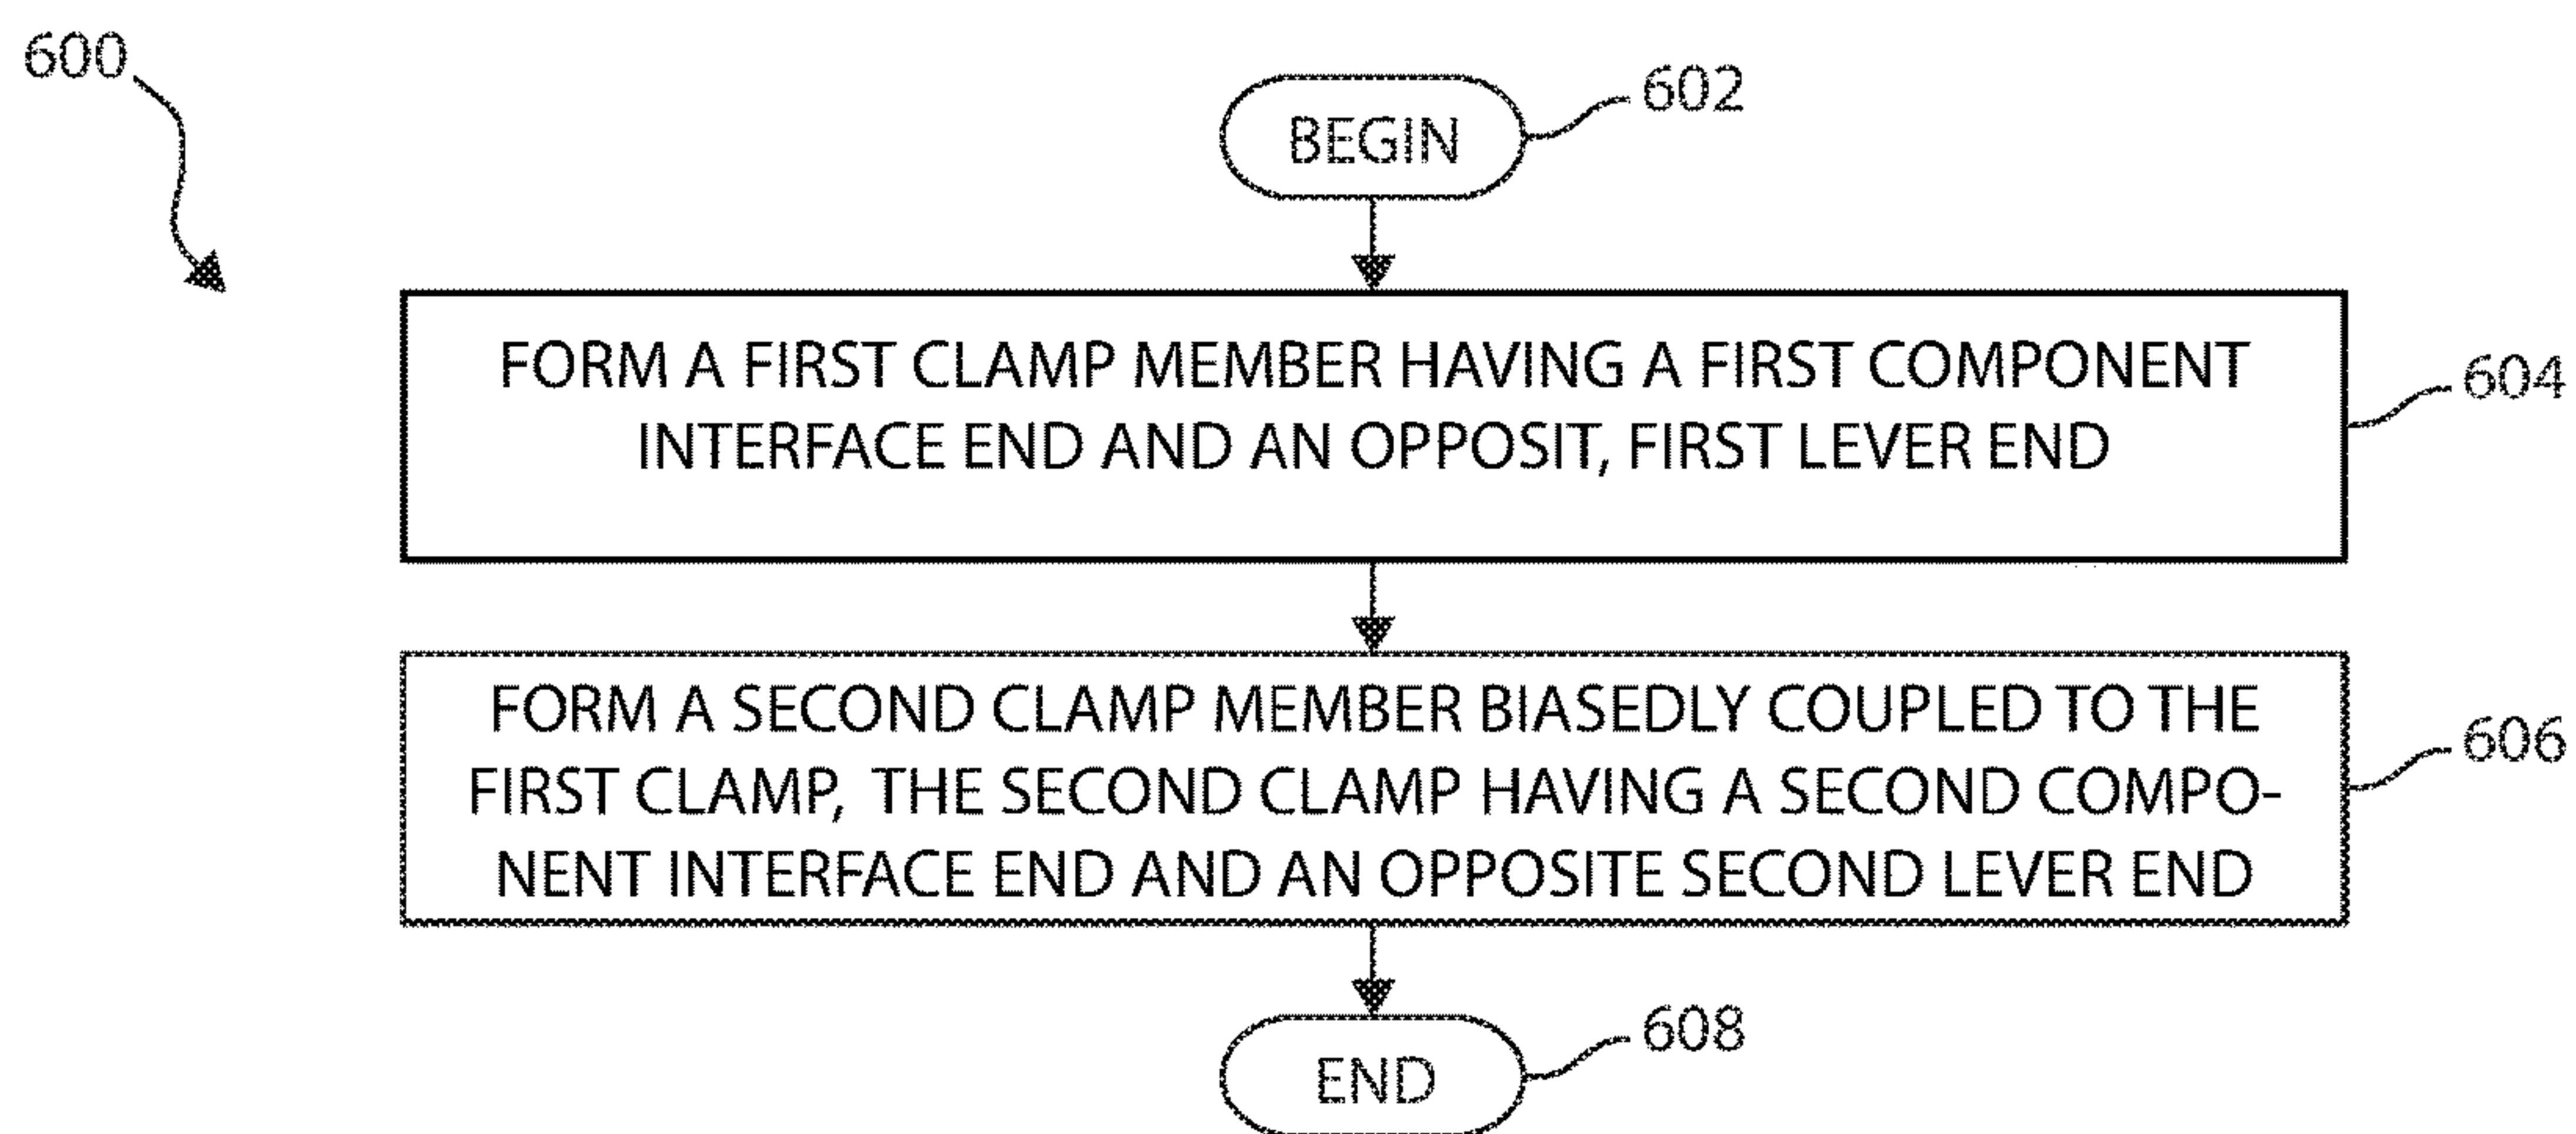 600
BEGIN
602
FORM A FIRST CLAMP MEMBER HAVING A FIRST COMPONENT
INTERFACE END AND AN OPPOSIT, FIRST LEVER END
604
FORM A SECOND CLAMP MEMBER BIASEDLY COUPLED TO THE
FIRST CLAMP, THE SECOND CLAMP HAVING A SECOND COMPO-
NENT INTERFACE END AND AN OPPOSITE SECOND LEVER END
606
END
608